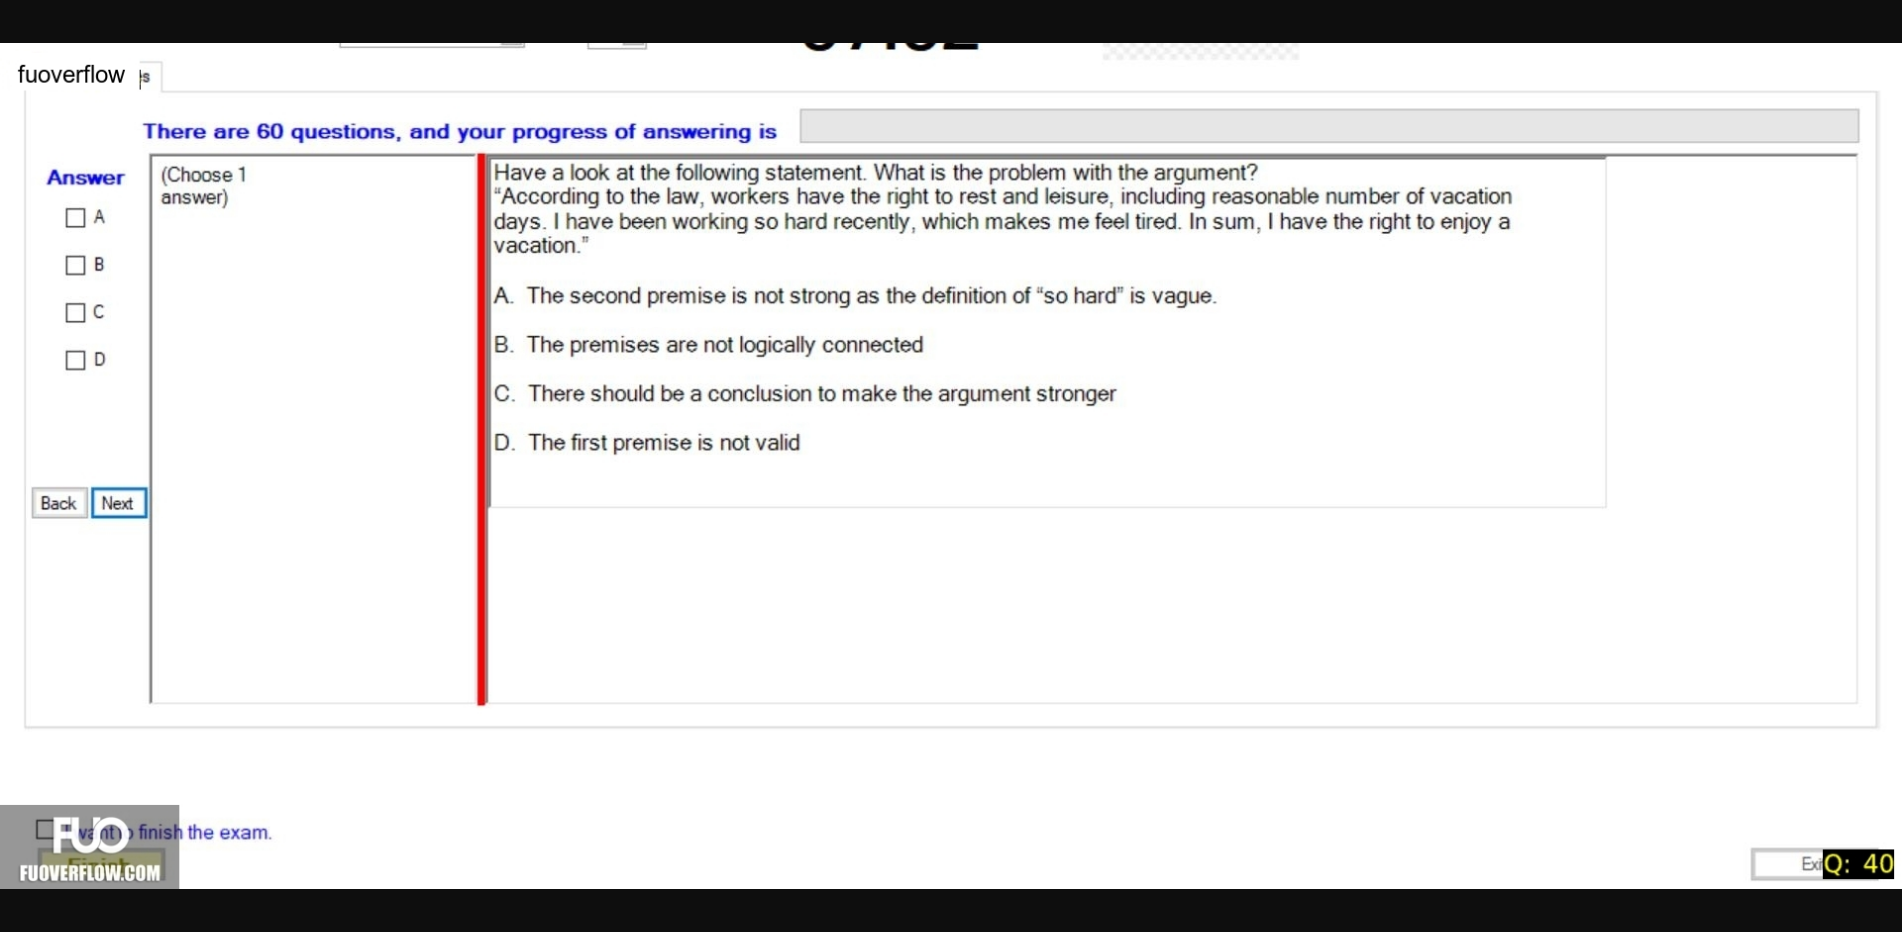 fuoverflow
There are 60 questions, and your progress of answering is
Answer
(Choose 1
answer)
A
B
C
D
Back
Next
Have a look at the following statement. What is the problem with the argument?
“According to the law, workers have the right to rest and leisure, including reasonable number of vacation
days. I have been working so hard recently, which makes me feel tired. In sum, I have the right to enjoy a
vacation.”
A. The second premise is not strong as the definition of “so hard” is vague.
B. The premises are not logically connected
C. There should be a conclusion to make the argument stronger
D. The first premise is not valid
want to finish the exam.
FUO
FUOVERFLOW.COM
Q: 40